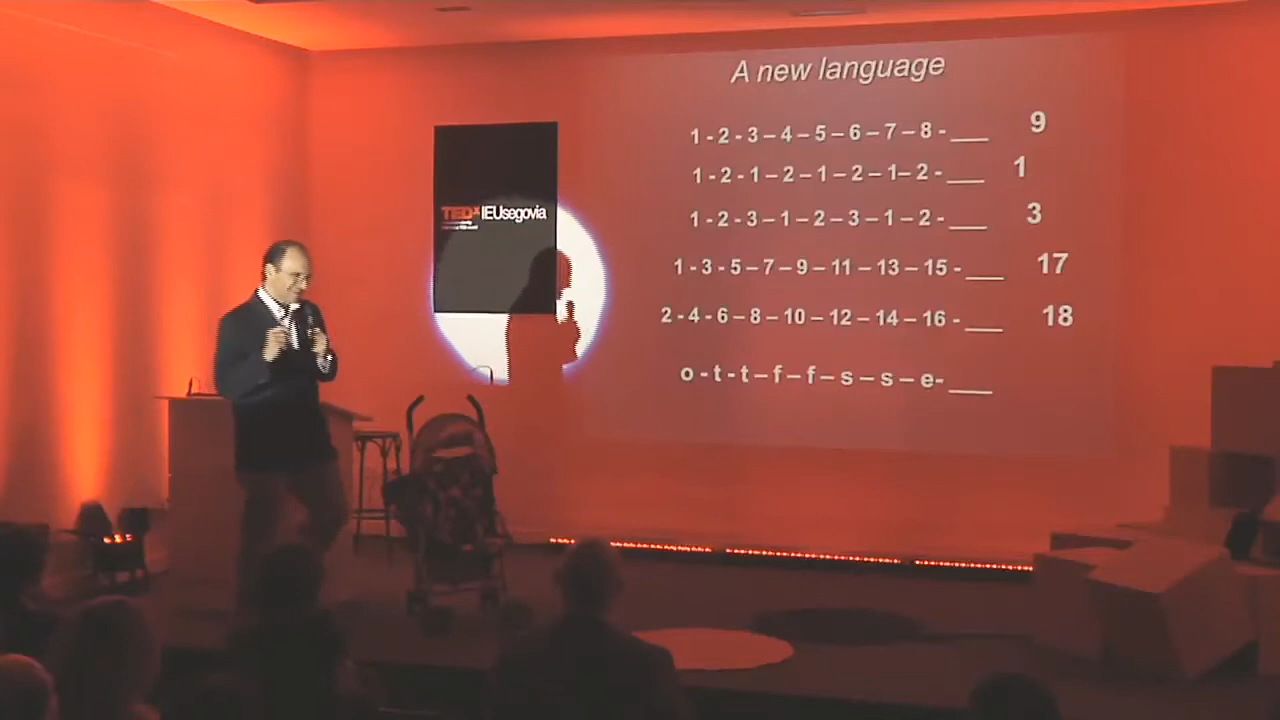 A new language
1 - 2 - 3 – 4 – 5 – 6 – 7 – 8 - ___ 9
1 - 2 - 1 – 2 – 1 – 2 – 1– 2 - ___ 1
1 - 2 - 3 – 1 – 2 – 3 – 1 – 2 - ___ 3
1 - 3 - 5 – 7 – 9 – 11 – 13 – 15 - ___ 17
2 - 4 - 6 – 8 – 10 – 12 – 14 – 16 - ___ 18
o - t - t – f – f – s – s – e- ___
TEDx IEUsegovia